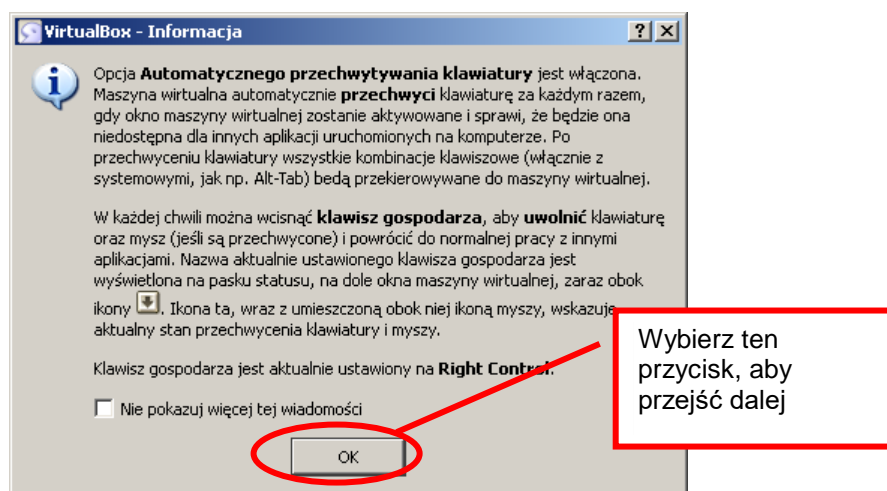 VirtualBox - Informacja
Opcja Automatycznego przechwytywania klawiatury jest włączona.
Maszyna wirtualna automatycznie przechwyci klawiaturę za każdym razem,
gdy okno maszyny wirtualnej zostanie aktywowane i sprawi, że będzie ona
niedostępna dla innych aplikacji uruchomionych na komputerze. Po
przechwyceniu klawiatury wszystkie kombinacje klawiszowe (włącznie z
systemowymi, jak np. Alt-Tab) bedą przekierowywane do maszyny wirtualnej.
W każdej chwili można wcisnąć klawisz gospodarza, aby uwolnić klawiaturę
oraz mysz (jeśli są przechwycone) i powrócić do normalnej pracy z innymi
aplikacjami. Nazwa aktualnie ustawionego klawisza gospodarza jest
wyświetlona na pasku statusu, na dole okna maszyny wirtualnej, zaraz obok
ikony . Ikona ta, wraz z umieszczoną obok niej ikoną myszy, wskazuje
aktualny stan przechwycenia klawiatury i myszy.
Klawisz gospodarza jest aktualnie ustawiony na Right Control.
Nie pokazuj więcej tej wiadomości
OK
Wybierz ten
przycisk, aby
przejść dalej